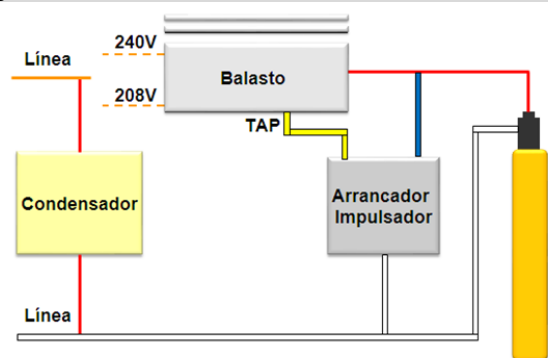 240V
Línea
Balasto
208V
TAP
Condensador
Arrancador
Impulsador
Línea